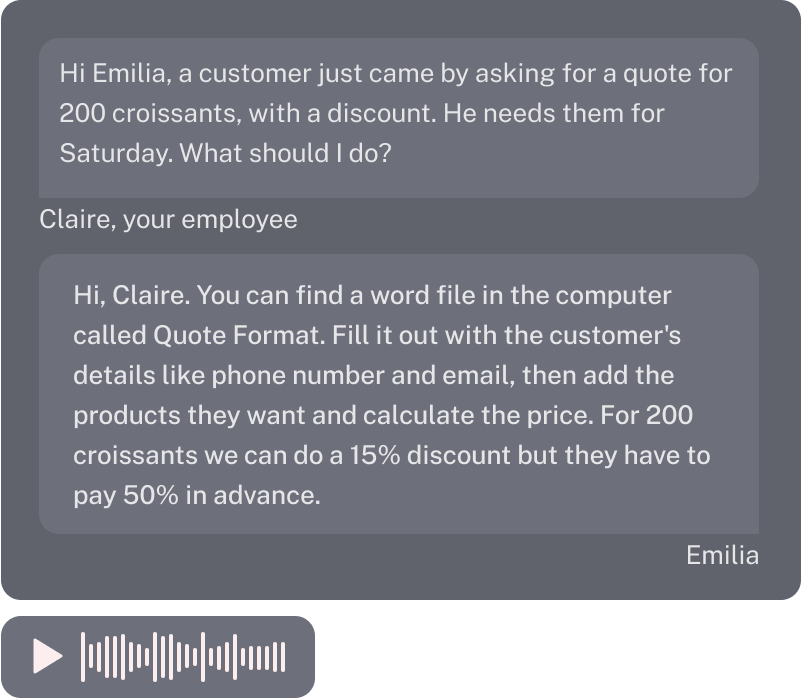 Hi Emilia, a customer just came by asking for a quote for
200 croissants, with a discount. He needs them for
Saturday. What should I do?
Claire, your employee
Hi, Claire. You can find a word file in the computer
called Quote Format. Fill it out with the customer's
details like phone number and email, then add the
products they want and calculate the price. For 200
croissants we can do a 15% discount but they have to
pay 50% in advance.
Emilia